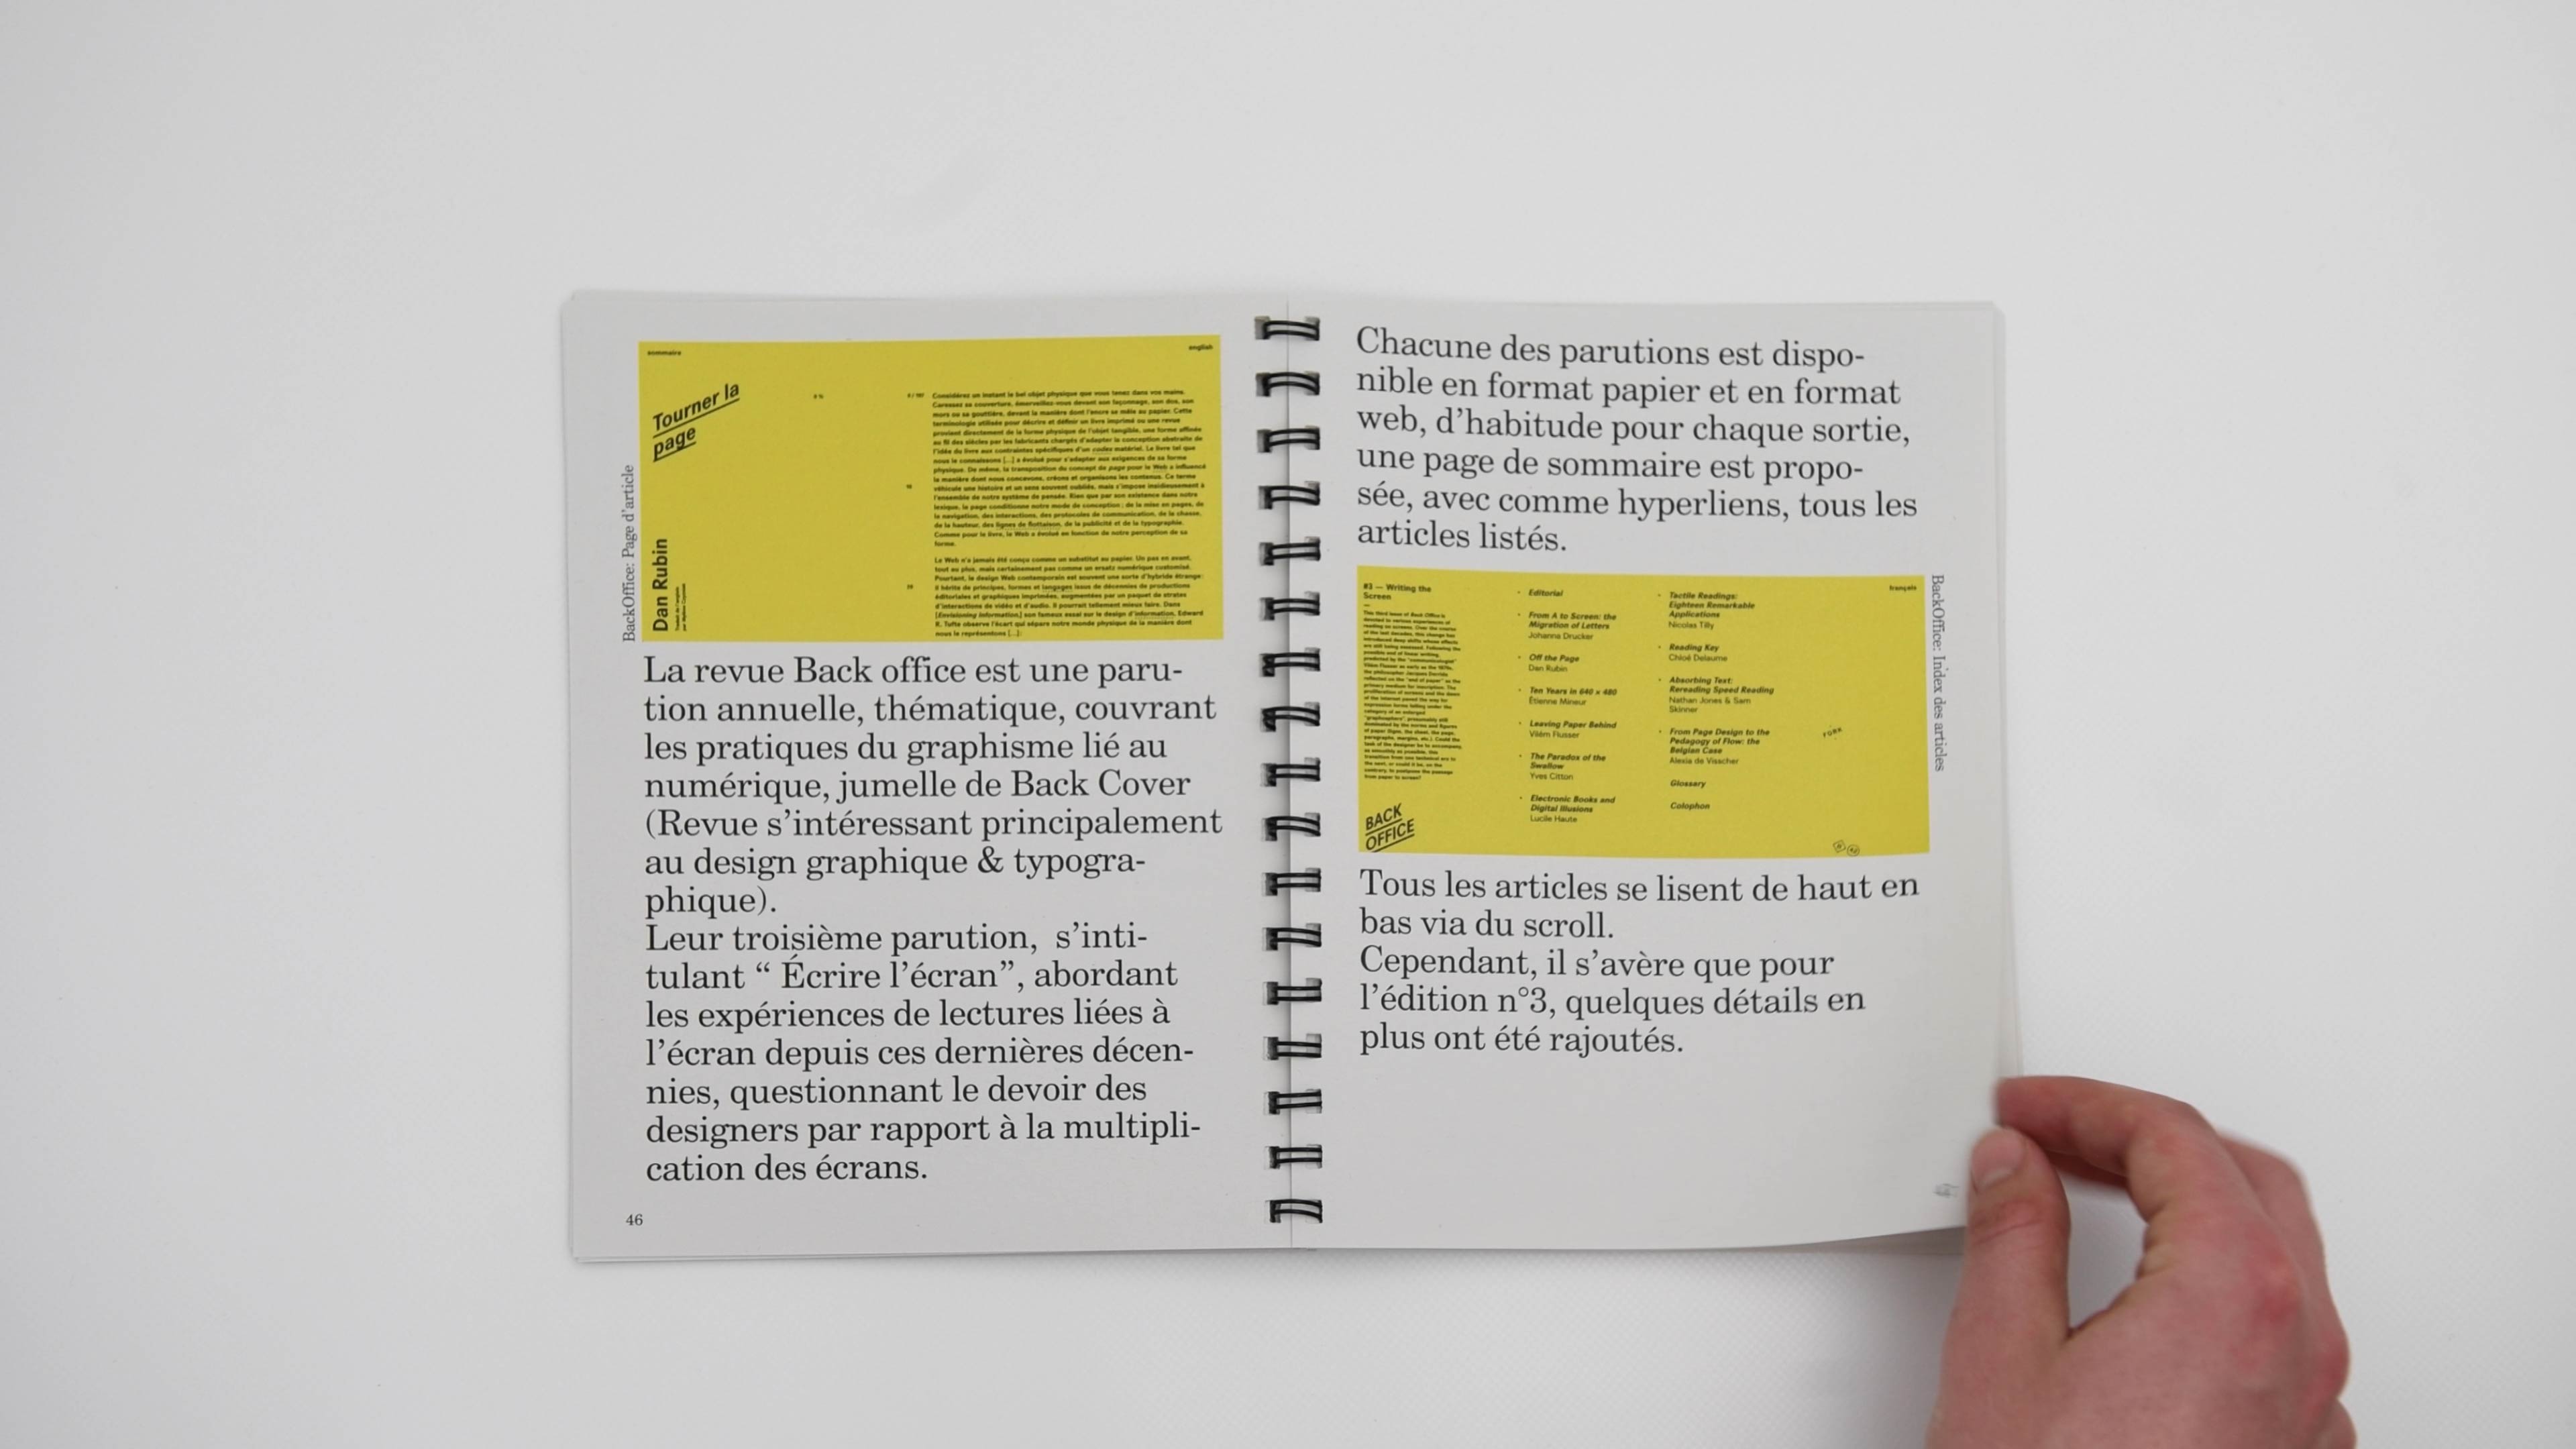 BackOffice: Page d'article
sommaire
english
Tourner la
page
Dan Rubin
0 %
Considérez un instant le bel objet physique que vous tenez dans vos mains.
Caressez sa couverture, émerveillez-vous devant son façonnage, son dos, son
mors ou sa gouttière, devant la manière dont l'encre se mêle au papier. Cette
terminologie utilisée pour décrire et définir un livre imprimé ou une revue
provient directement de la forme physique de l'objet tangible, une forme affinée
au fil des siècles par les fabricants chargés d'adapter la conception abstraite de
l'idée du livre aux contraintes spécifiques d'un codex matériel. Le livre tel que
nous le connaissons [...] a évolué pour s'adapter aux exigences de sa forme
physique. De même, la transposition du concept de page pour le Web a influencé
la manière dont nous concevons, créons et organisons les contenus. Ce terme
véhicule une histoire et un sens souvent oubliés, mais s'impose insidieusement à
l'ensemble de notre système de pensée. Rien que par son existence dans notre
lexique, la page conditionne notre mode de conception : de la mise en pages, de
la navigation, des interactions, des protocoles de communication, de la chasse,
de la hauteur, des lignes de flottaison, de la publicité et de la typographie.
Comme pour le livre, le Web a évolué en fonction de notre perception de sa
forme.
Le Web n'a jamais été conçu comme un substitut au papier. Un pas en avant,
tout au plus, mais certainement pas comme un ersatz numérique customisé.
Pourtant, le design Web contemporain est souvent une sorte d'hybride étrange:
il hérite de principes, formes et langages issus de décennies de productions
éditoriales et graphiques imprimées, augmentées par un paquet de strates
d'interactions de vidéo et d'audio. Il pourrait tellement mieux faire. Dans
[Envisioning Information,] son fameux essai sur le design d'information, Edward
R. Tufte observe l'écart qui sépare notre monde physique de la manière dont
nous le représentons [...]:
La revue Back office est une paru-
tion annuelle, thématique, couvrant
les pratiques du graphisme lié au
numérique, jumelle de Back Cover
(Revue s'intéressant principalement
au design graphique & typogra-
phique).
Leur troisième parution,  s'inti-
tulant “ Écrire l'écran”, abordant
les expériences de lectures liées à
l'écran depuis ces dernières décen-
nies, questionnant le devoir des
designers par rapport à la multipli-
cation des écrans.
46
Chacune des parutions est dispo-
nible en format papier et en format
web, d'habitude pour chaque sortie,
une page de sommaire est propo-
sée, avec comme hyperliens, tous les
articles listés.
#3 — Writing the
Screen
BACK
OFFICE
Editorial
From A to Screen: the
Migration of Letters
Johanna Drucker
Off the Page
Dan Rubin
Ten Years in 640 x 480
Étienne Mineur
Leaving Paper Behind
Vilém Flusser
The Paradox of the
Swallow
Yves Citton
Electronic Books and
Digital Illusions
Lucile Haute
Tactile Readings:
Eighteen Remarkable
Applications
Nicolas Tilly
Reading Key
Chloé Delaume
Absorbing Text:
Rereading Speed Reading
Nathan Jones & Sam
Skinner
From Page Design to the
Pedagogy of Flow: the
Belgian Case
Alexia de Visscher
Glossary
Colophon
français
FORK
BackOffice: Index des articles
Tous les articles se lisent de haut en
bas via du scroll.
Cependant, il s'avère que pour
l'édition n°3, quelques détails en
plus ont été rajoutés.